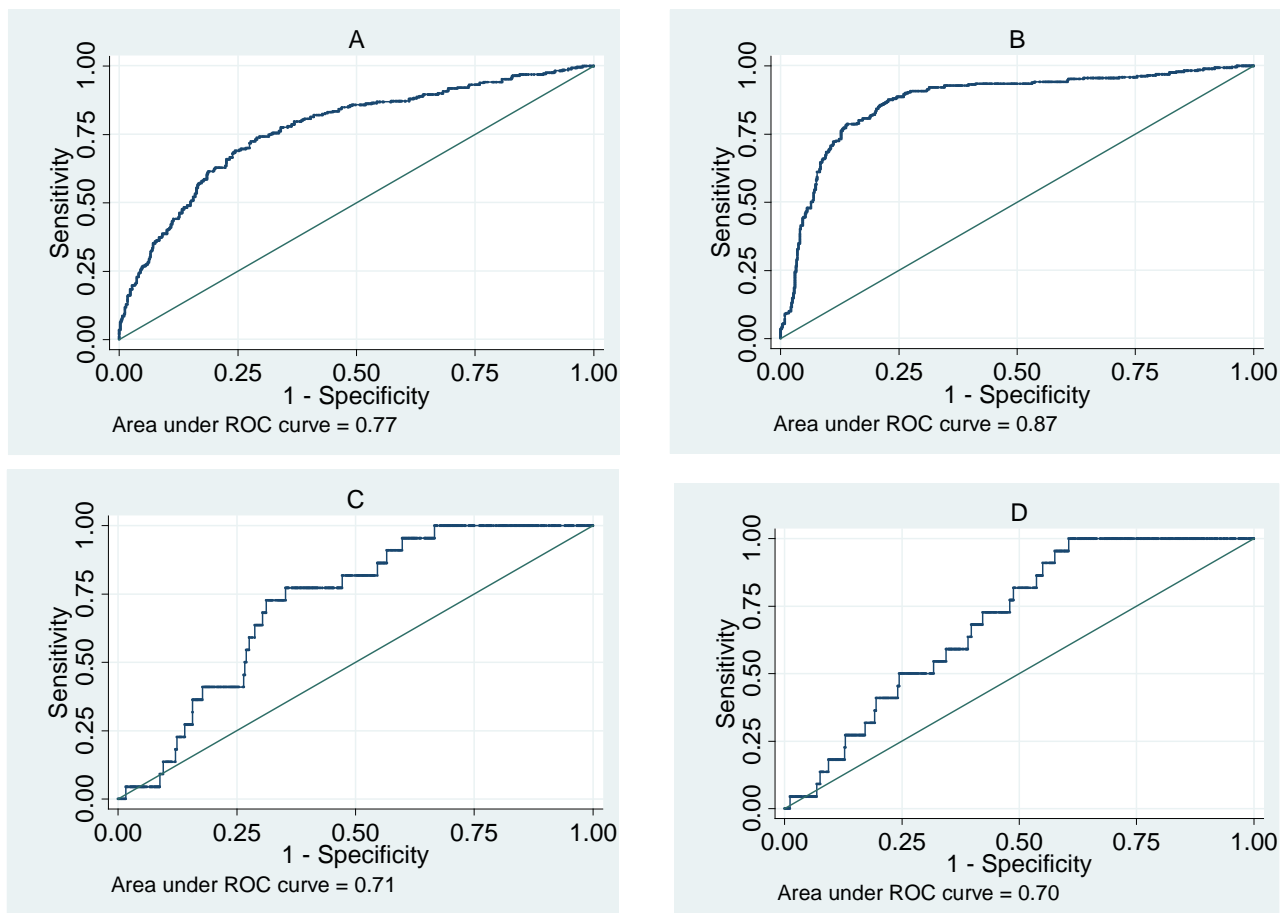 A
Sensitivity
0.00 0.25 0.50 0.75 1.00
0.00 0.25 0.50 0.75 1.00
1 - Specificity
Area under ROC curve = 0.77
B
Sensitivity
0.00 0.25 0.50 0.75 1.00
0.00 0.25 0.50 0.75 1.00
1 - Specificity
Area under ROC curve = 0.87
C
Sensitivity
0.00 0.25 0.50 0.75 1.00
0.00 0.25 0.50 0.75 1.00
1 - Specificity
Area under ROC curve = 0.71
D
Sensitivity
0.00 0.25 0.50 0.75 1.00
0.00 0.25 0.50 0.75 1.00
1 - Specificity
Area under ROC curve = 0.70